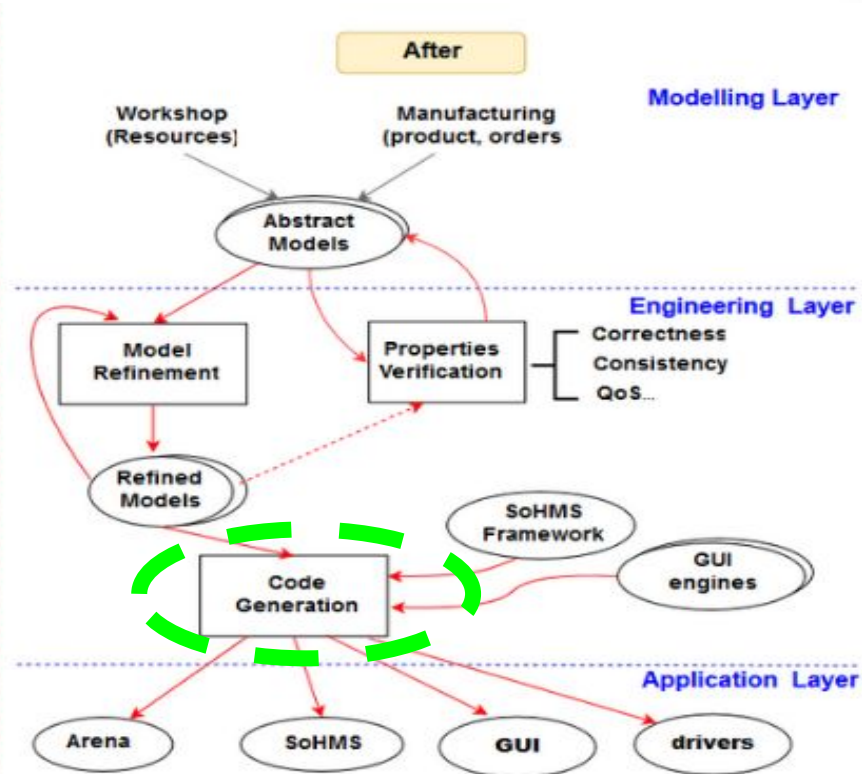 After
Modelling Layer
Workshop
(Resources)
Manufacturing
(product, orders
Abstract
Models
Engineering Layer
Model
Refinement
Properties
Verification
Correctness
Consistency
QoS...
Refined
Models
SoHMS
Framework
GUI
engines
Code
Generation
Application Layer
Arena
SoHMS
GUI
drivers